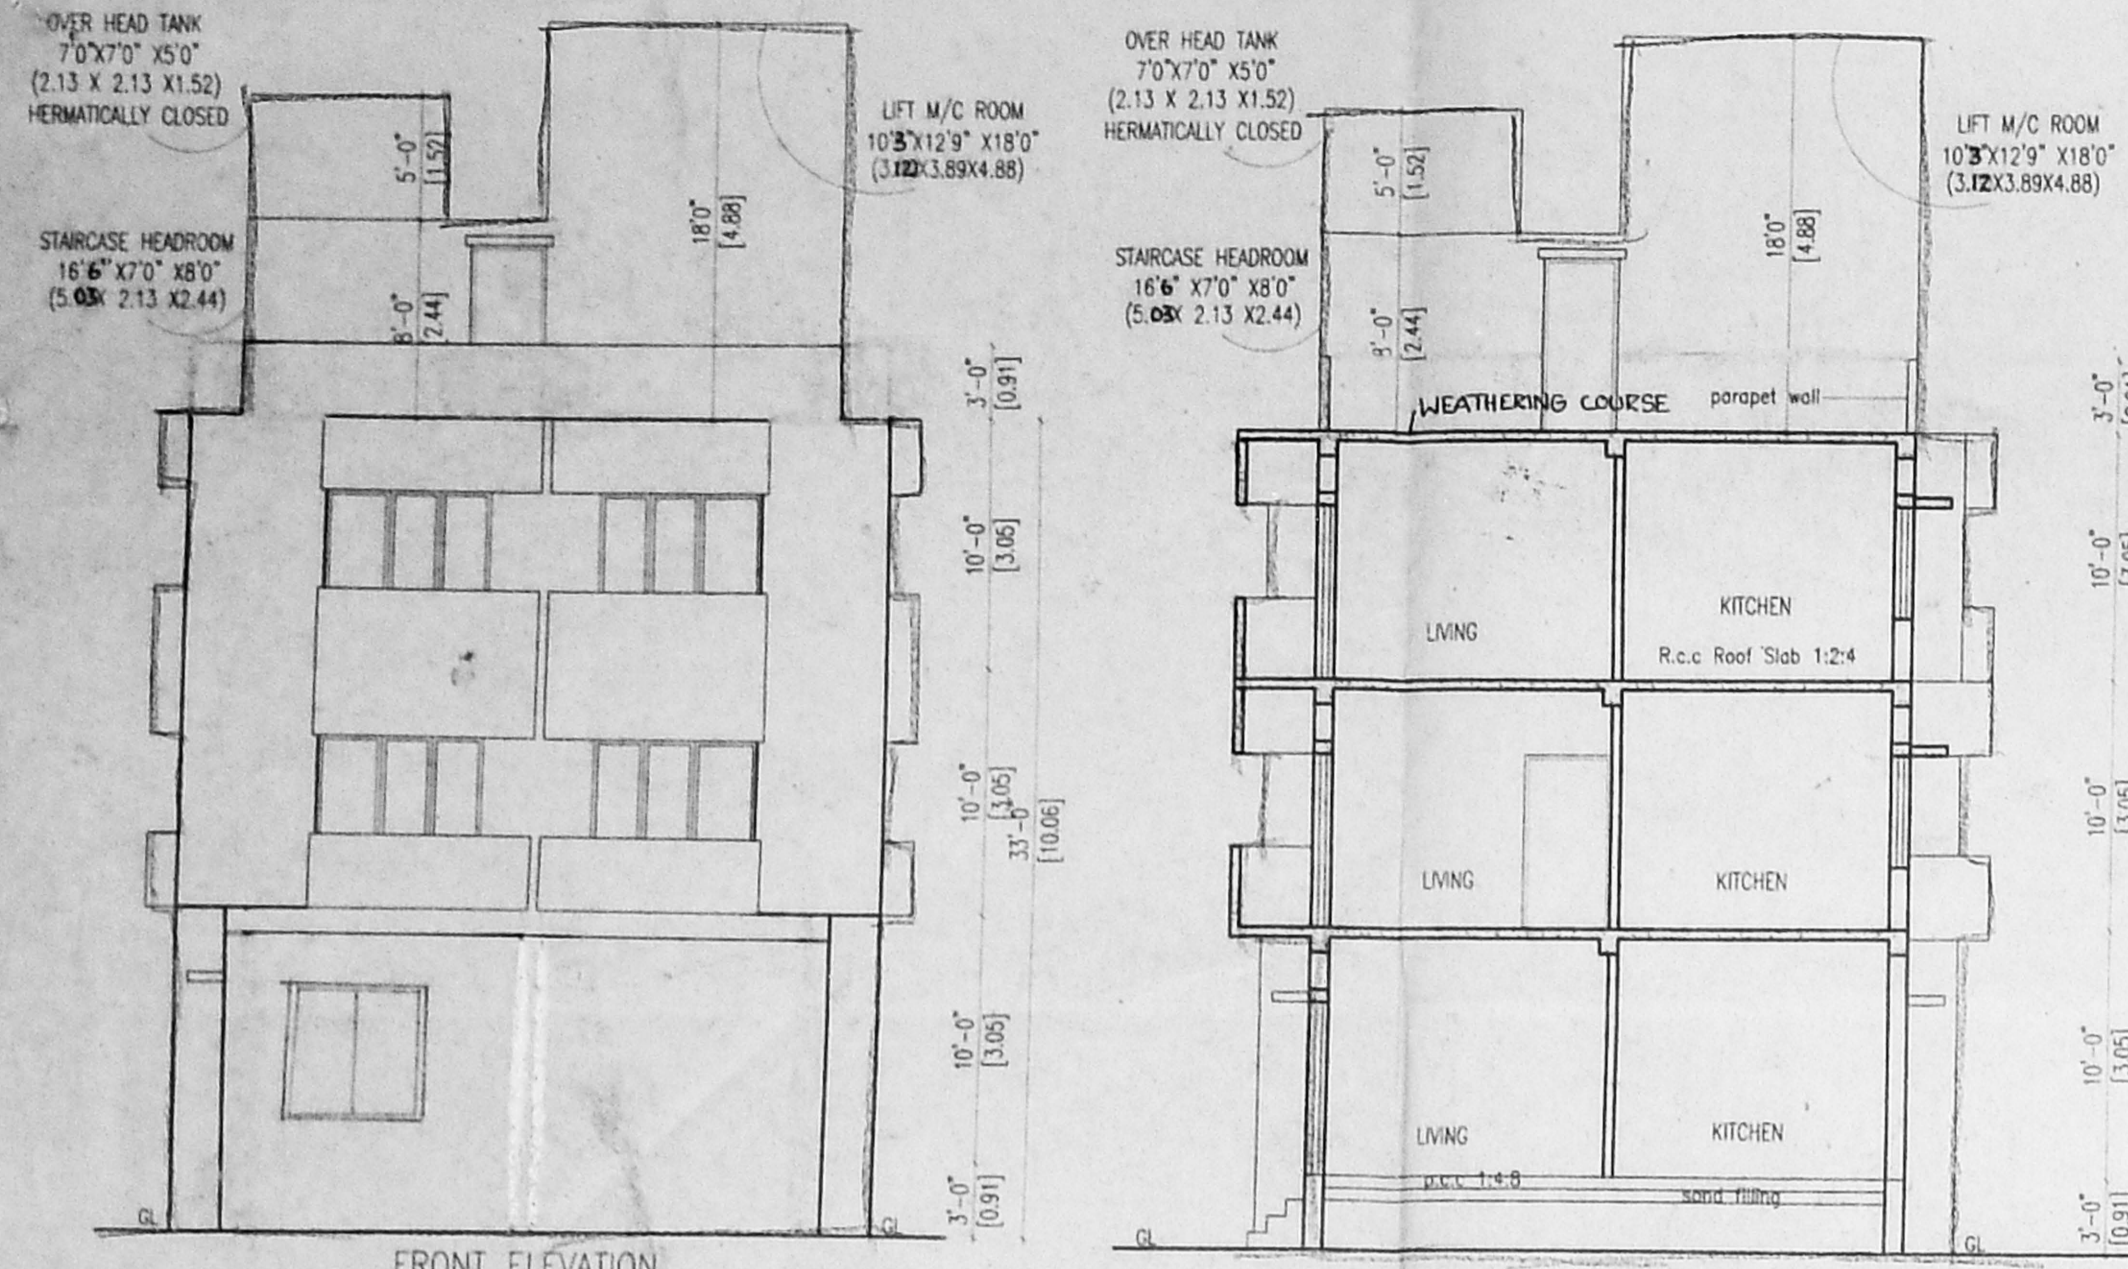 OVER HEAD TANK
7'0"X7'0" X5'0"
(2.13 X 2.13 X1.52)
HERMATICALLY CLOSED
5'-0"
[1.52]
LIFT M/C ROOM
10'3"X12'9" X18'0"
(3.12X3.89X4.88)
18'0"
[4.88]
STAIRCASE HEADROOM
16'6" X7'0" X8'0"
(5.03X 2.13 X2.44)
8'-0"
[2.44]
3'-0"
[0.91]
10'-0"
[3.05]
10'-0"
[3.05]
33'-0"
[10.06]
10'-0"
[3.05]
3'-0"
[0.91]
GL
GL
FRONT ELEVATION
OVER HEAD TANK
7'0"X7'0" X5'0"
(2.13 X 2.13 X1.52)
HERMATICALLY CLOSED
5'-0"
[1.52]
LIFT M/C ROOM
10'3"X12'9" X18'0"
(3.12X3.89X4.88)
18'0"
[4.88]
STAIRCASE HEADROOM
16'6" X7'0" X8'0"
(5.03X 2.13 X2.44)
8'-0"
[2.44]
WEATHERING COURSE
parapet wall
3'-0"
10'-0"
[3.05]
LIVING
KITCHEN
R.c.c Roof Slab 1:2:4
10'-0"
[3.05]
LIVING
KITCHEN
10'-0"
[3.05]
LIVING
KITCHEN
p.c.c 1:4:8
sand filling
3'-0"
[0.91]
GL
GL